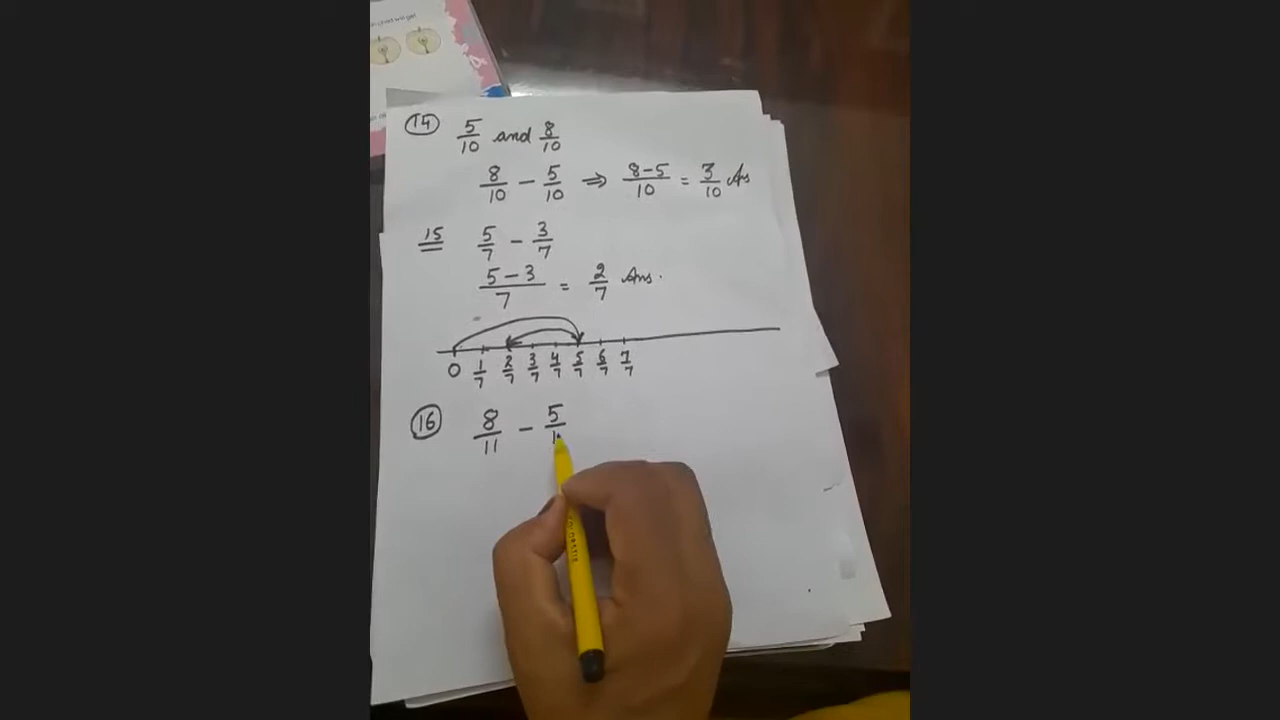 14 5/10 and 8/10
8/10 - 5/10 ⇒ 8-5/10 = 3/10 Ans
15 5/7 - 3/7
5-3/7 = 2/7 Ans.
0 1/7 2/7 3/7 4/7 5/7 6/7 7/7
16 8/11 - 5/1